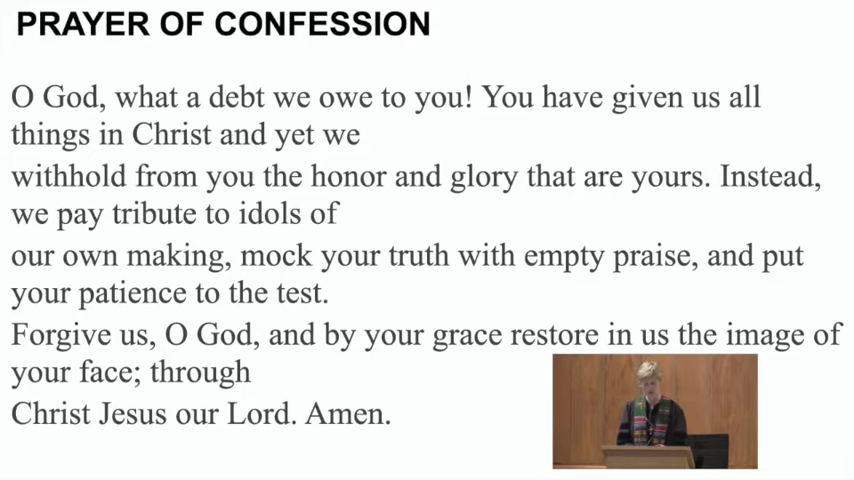 PRAYER OF CONFESSION
O God, what a debt we owe to you! You have given us all
things in Christ and yet we
withhold from you the honor and glory that are yours. Instead,
we pay tribute to idols of
our own making, mock your truth with empty praise, and put
your patience to the test.
Forgive us, O God, and by your grace restore in us the image of
your face; through
Christ Jesus our Lord. Amen.